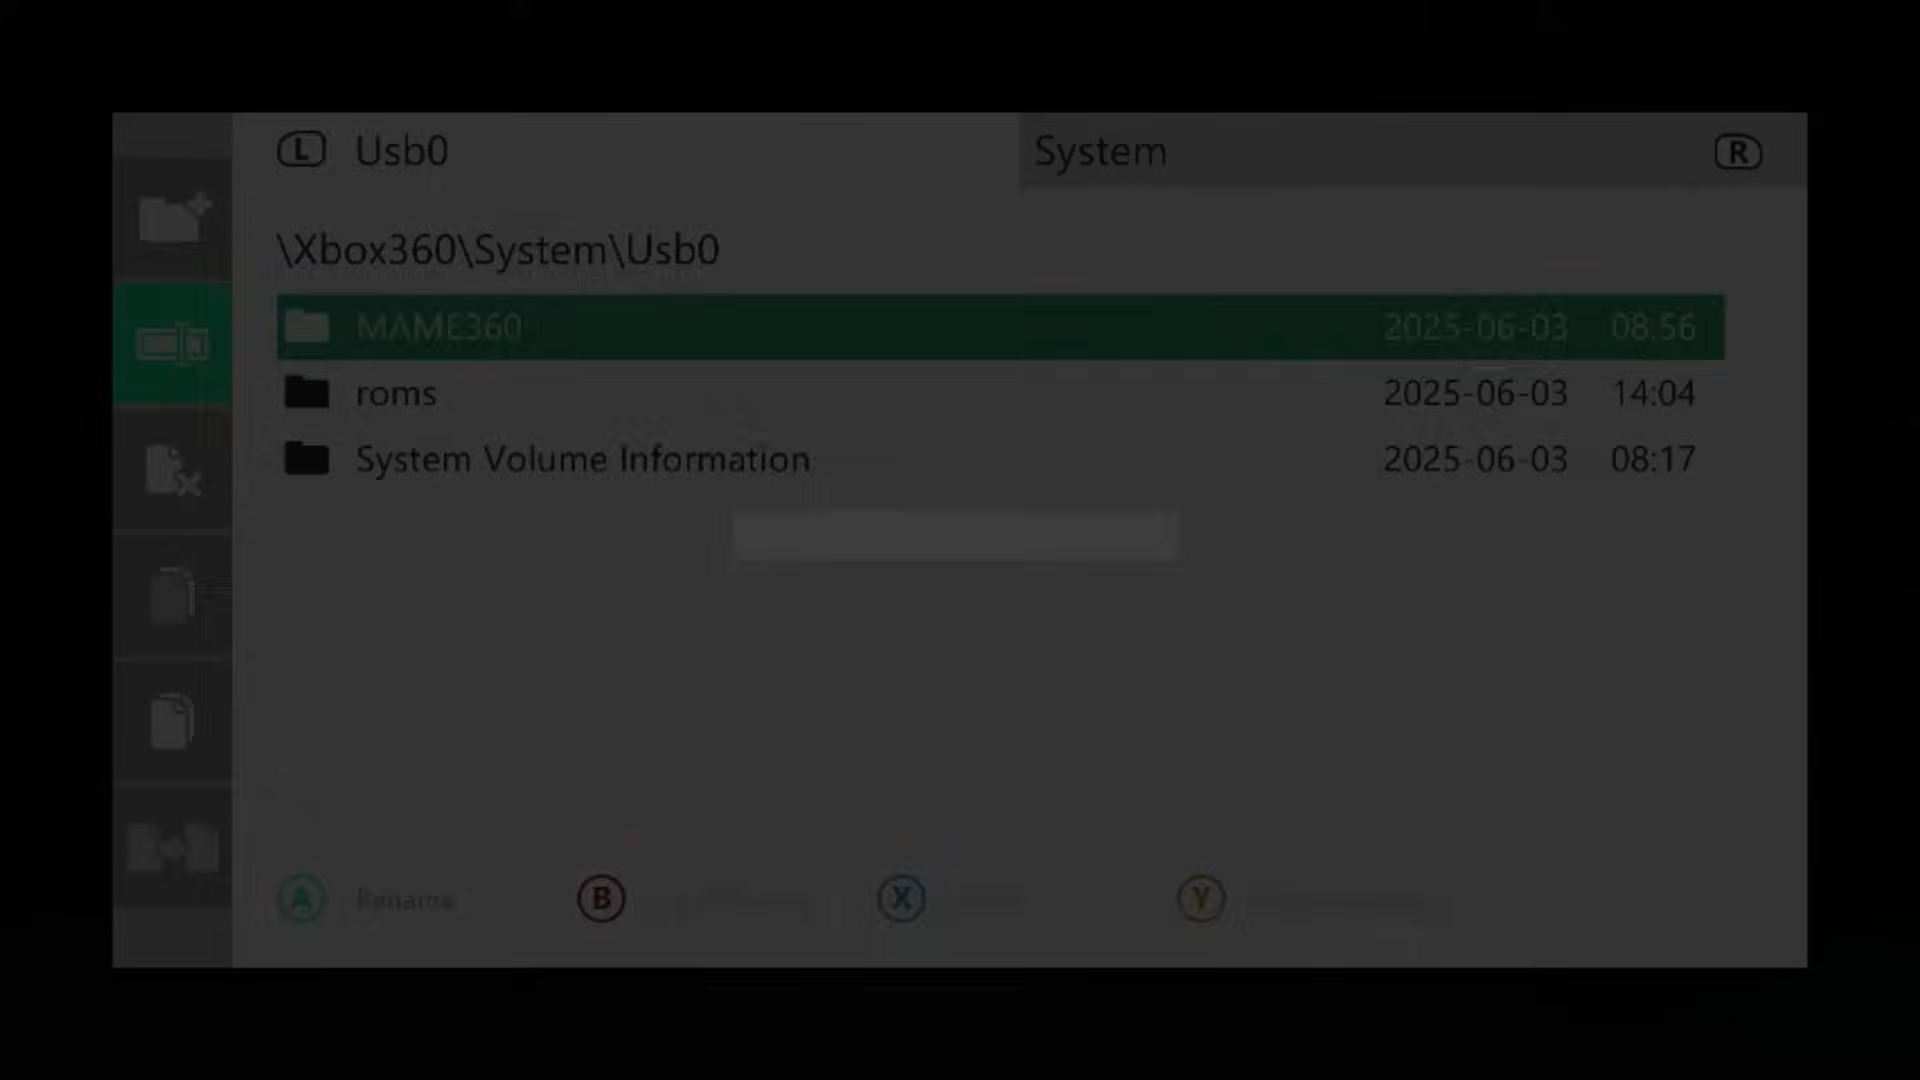 L Usb0
System R
\Xbox360\System\Usb0
MAME360 2025-06-03 08:56
roms 2025-06-03 14:04
System Volume Information 2025-06-03 08:17
A Rename B X Y